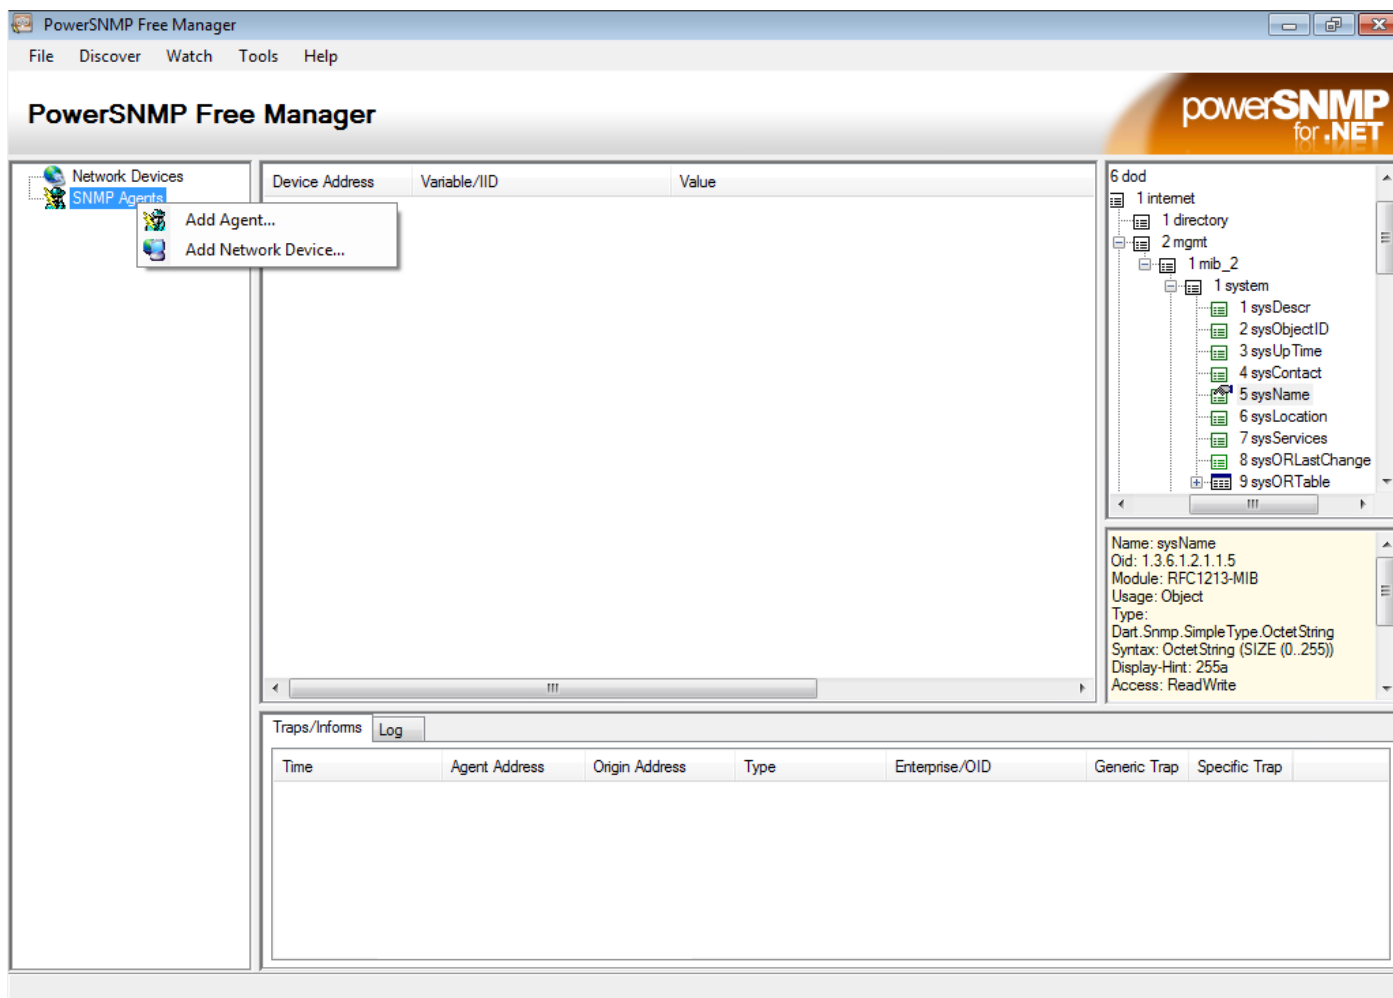 PowerSNMP Free Manager
File Discover Watch Tools Help
PowerSNMP Free Manager
powerSNMP
for .NET
Network Devices
SNMP Agents
Add Agent...
Add Network Device...
Device Address Variable/IID Value
6 dod
1 internet
1 directory
2 mgmt
1 mib_2
1 system
1 sysDescr
2 sysObjectID
3 sysUpTime
4 sysContact
5 sysName
6 sysLocation
7 sysServices
8 sysORLastChange
9 sysORTable
Name: sysName
Oid: 1.3.6.1.2.1.1.5
Module: RFC1213-MIB
Usage: Object
Type:
Dart.Snmp.SimpleType.OctetString
Syntax: OctetString (SIZE (0..255))
Display-Hint: 255a
Access: ReadWrite
Traps/Informs Log
Time Agent Address Origin Address Type Enterprise/OID Generic Trap Specific Trap